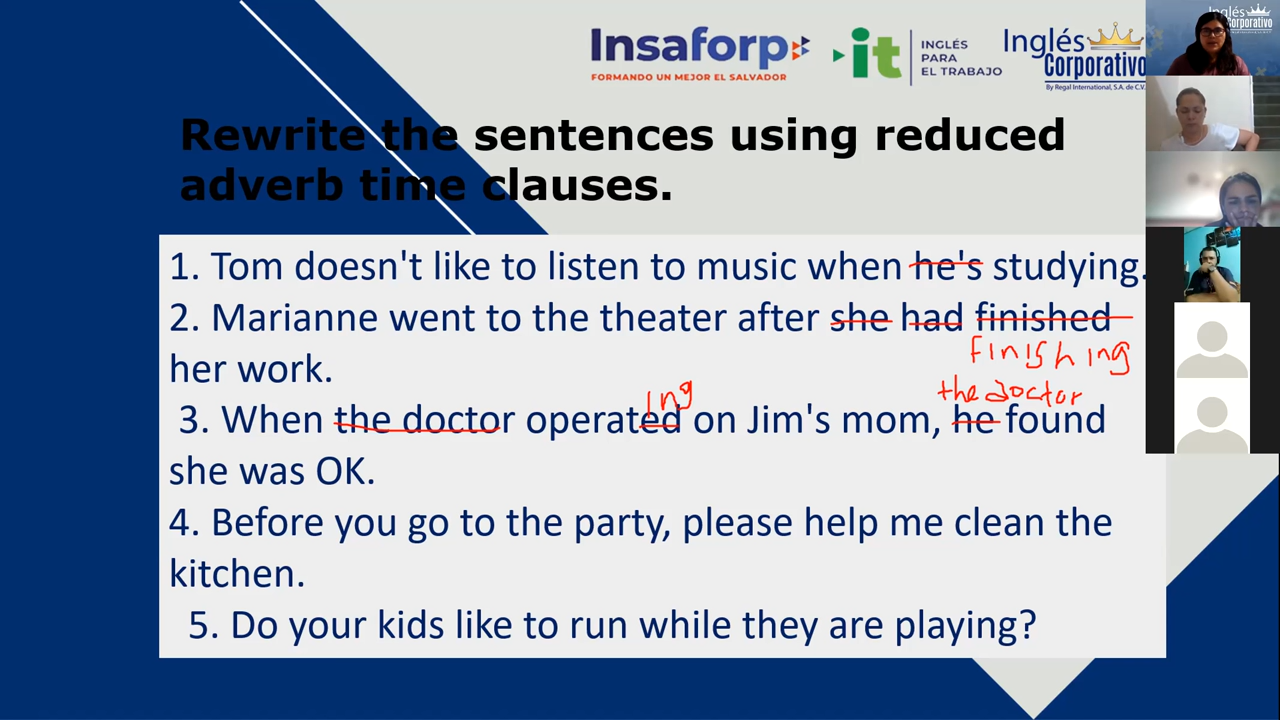 Insaforp
FORMANDO UN MEJOR EL SALVADOR
it
INGLÉS
PARA
EL TRABAJO
Inglés
Corporativo
By Regal International, S.A. de C.V.
Inglés
Corporativo
Rewrite the sentences using reduced
adverb time clauses.
1. Tom doesn't like to listen to music when he's studying.
2. Marianne went to the theater after she had finished
finishing
her work.
ing the doctor
3. When the doctor operated on Jim's mom, he found
she was OK.
4. Before you go to the party, please help me clean the
kitchen.
5. Do your kids like to run while they are playing?